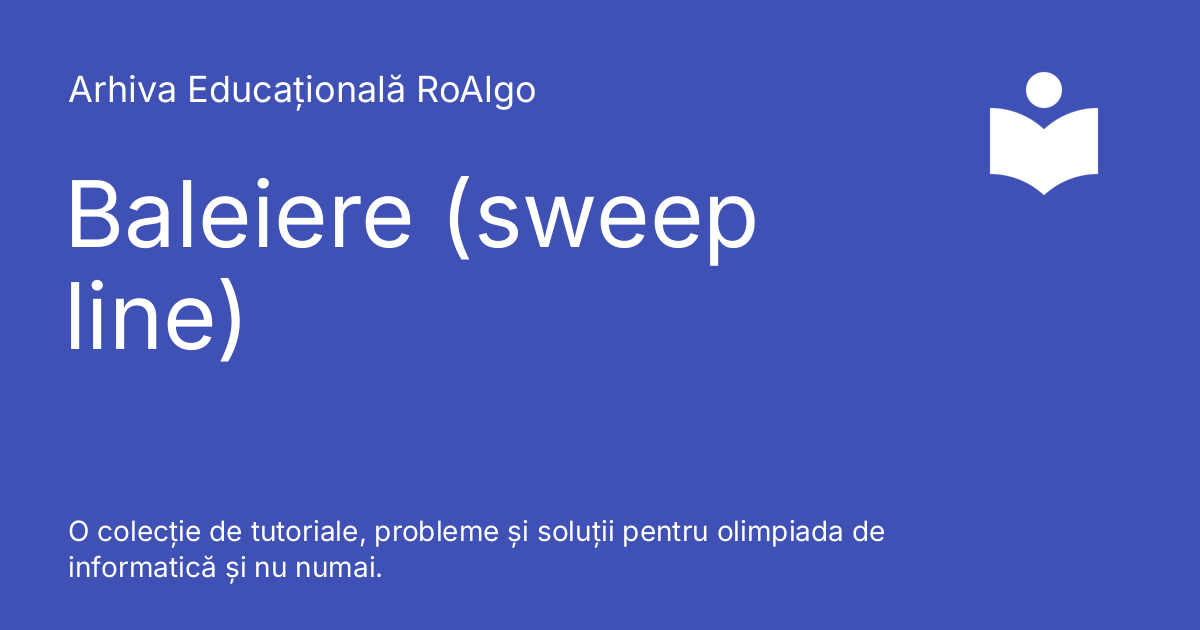 Arhiva Educațională RoAlgo
Baleiere (sweep
line)
O colecție de tutoriale, probleme și soluții pentru olimpiada de
informatică și nu numai.